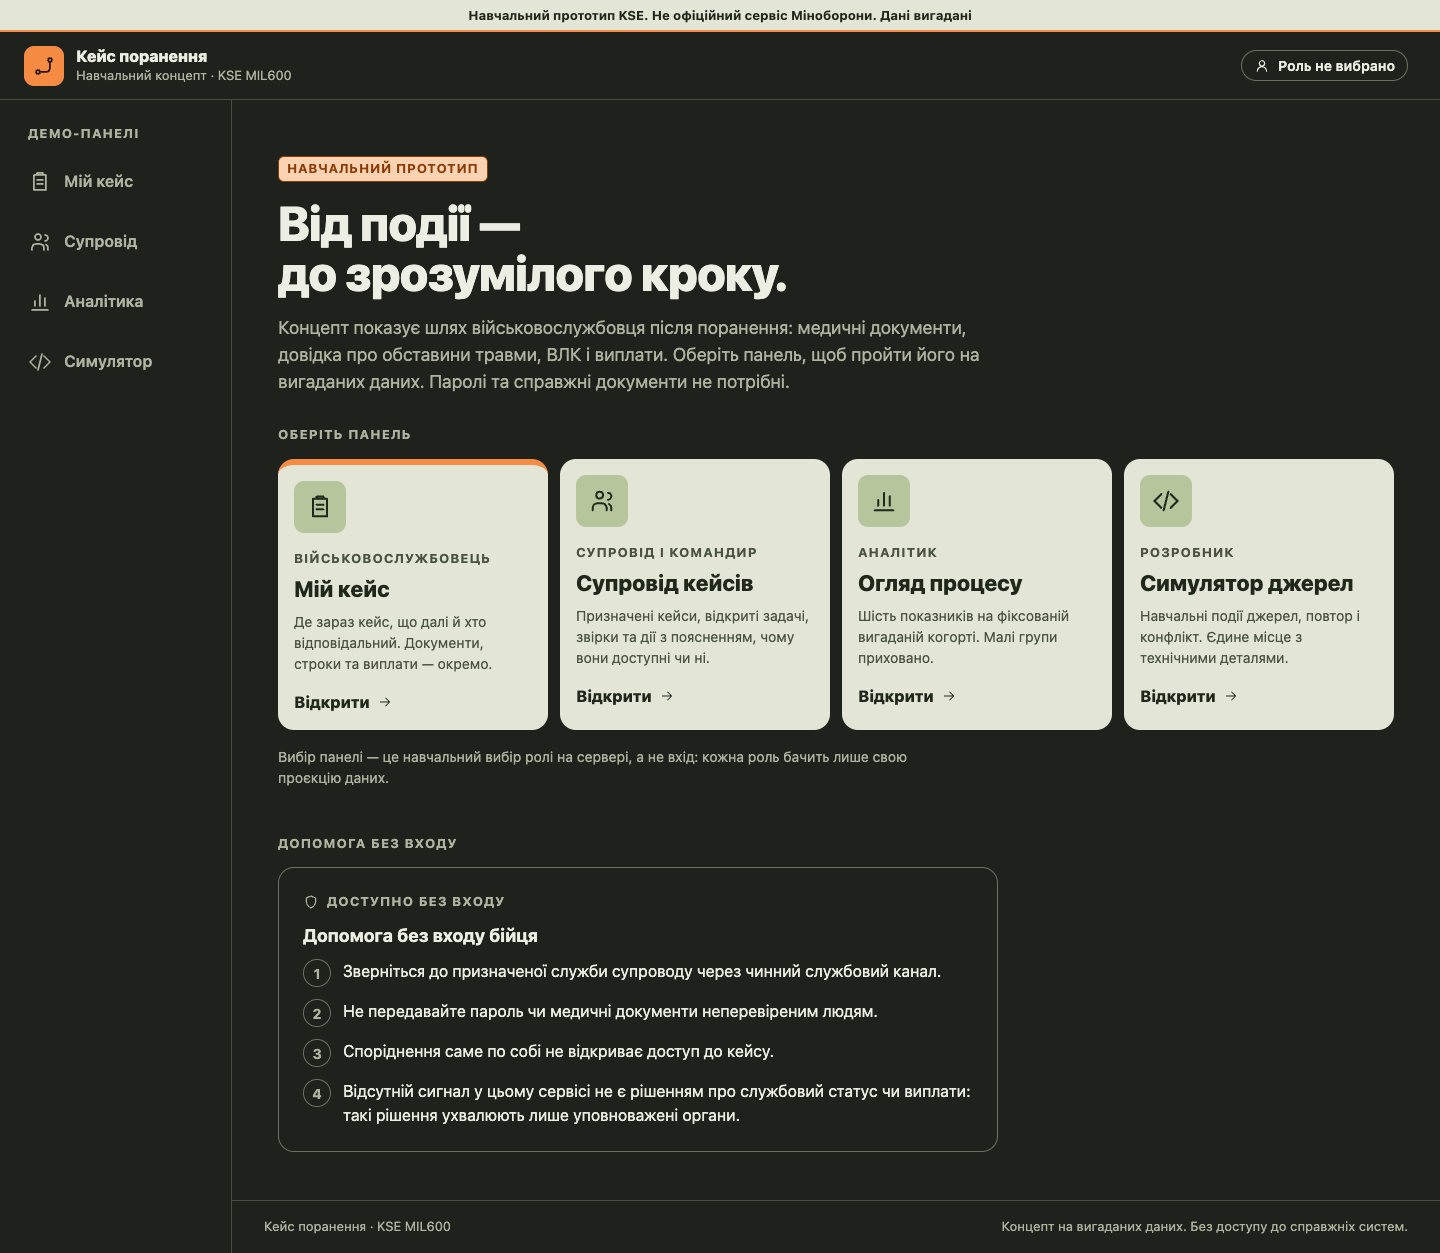 Навчальний прототип KSE. Не офіційний сервіс Міноборони. Дані вигадані
Кейс поранення
Навчальний концепт · KSE MIL600
Роль не вибрано
ДЕМО-ПАНЕЛІ
Мій кейс
Супровід
Аналітика
Симулятор
НАВЧАЛЬНИЙ ПРОТОТИП
Від події —
до зрозумілого кроку.
Концепт показує шлях військовослужбовця після поранення: медичні документи,
довідка про обставини травми, ВЛК і виплати. Оберіть панель, щоб пройти його на
вигаданих даних. Паролі та справжні документи не потрібні.
ОБЕРІТЬ ПАНЕЛЬ
ВІЙСЬКОВОСЛУЖБОВЕЦЬ
Мій кейс
Де зараз кейс, що далі й хто
відповідальний. Документи,
строки та виплати — окремо.
Відкрити →
СУПРОВІД І КОМАНДИР
Супровід кейсів
Призначені кейси, відкриті задачі,
звірки та дії з поясненням, чому
вони доступні чи ні.
Відкрити →
АНАЛІТИК
Огляд процесу
Шість показників на фіксованій
вигаданій когорті. Малі групи
приховано.
Відкрити →
РОЗРОБНИК
Симулятор джерел
Навчальні події джерел, повтор і
конфлікт. Єдине місце з
технічними деталями.
Відкрити →
Вибір панелі — це навчальний вибір ролі на сервері, а не вхід: кожна роль бачить лише свою
проєкцію даних.
ДОПОМОГА БЕЗ ВХОДУ
ДОСТУПНО БЕЗ ВХОДУ
Допомога без входу бійця
1 Зверніться до призначеної служби супроводу через чинний службовий канал.
2 Не передавайте пароль чи медичні документи неперевіреним людям.
3 Споріднення саме по собі не відкриває доступ до кейсу.
4 Відсутній сигнал у цьому сервісі не є рішенням про службовий статус чи виплати:
такі рішення ухвалюють лише уповноважені органи.
Кейс поранення · KSE MIL600
Концепт на вигаданих даних. Без доступу до справжніх систем.